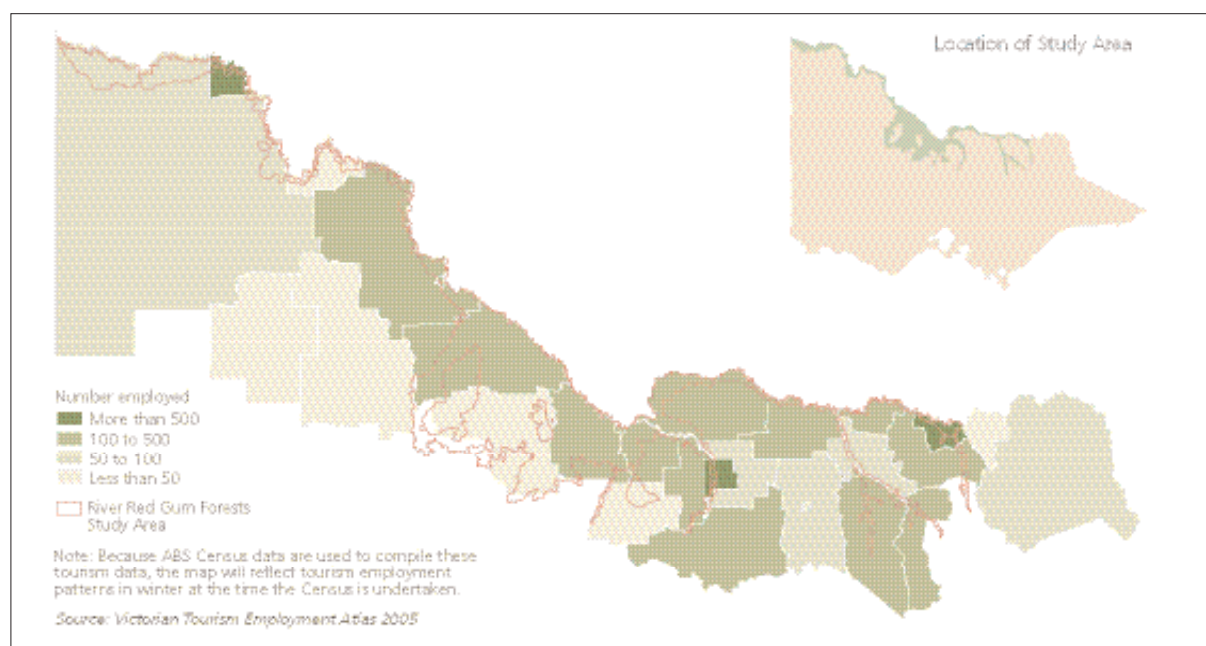 Location of Study Area
Number employed
More than 500
100 to 500
50 to 100
Less than 50
River Red Gum Forests
Study Area
Note: Because ABS Census data are used to compile these
tourism data, the map will reflect tourism employment
patterns in winter at the time the Census is undertaken.
Source: Victorian Tourism Employment Atlas 2005